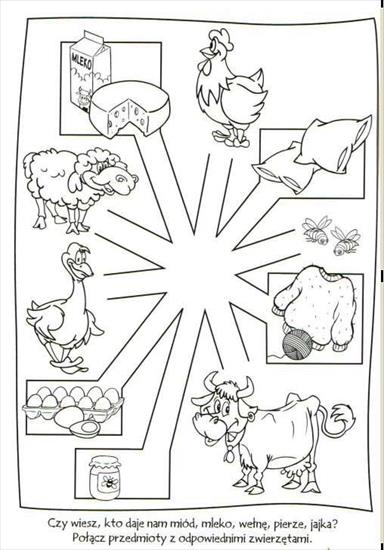 MLEKO
Czy wiesz, kto daje nam miód, mleko, wełnę, pierze, jajka?
Połącz przedmioty z odpowiednimi zwierzętami.